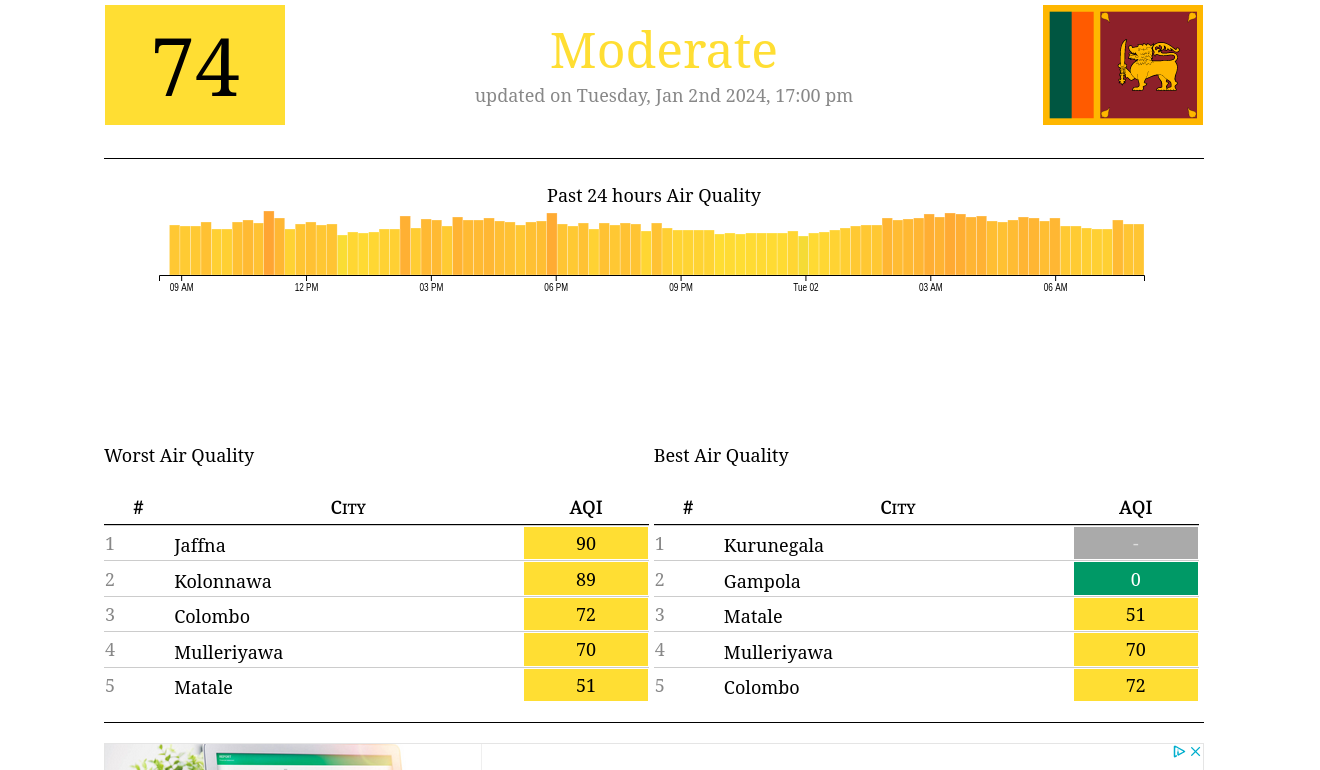 74
Moderate
updated on Tuesday, Jan 2nd 2024, 17:00 pm
Past 24 hours Air Quality
09 AM 12 PM 03 PM 06 PM 09 PM Tue 02 03 AM 06 AM
Worst Air Quality
# City AQI
1 Jaffna 90
2 Kolonnawa 89
3 Colombo 72
4 Mulleriyawa 70
5 Matale 51
Best Air Quality
# City AQI
1 Kurunegala -
2 Gampola 0
3 Matale 51
4 Mulleriyawa 70
5 Colombo 72